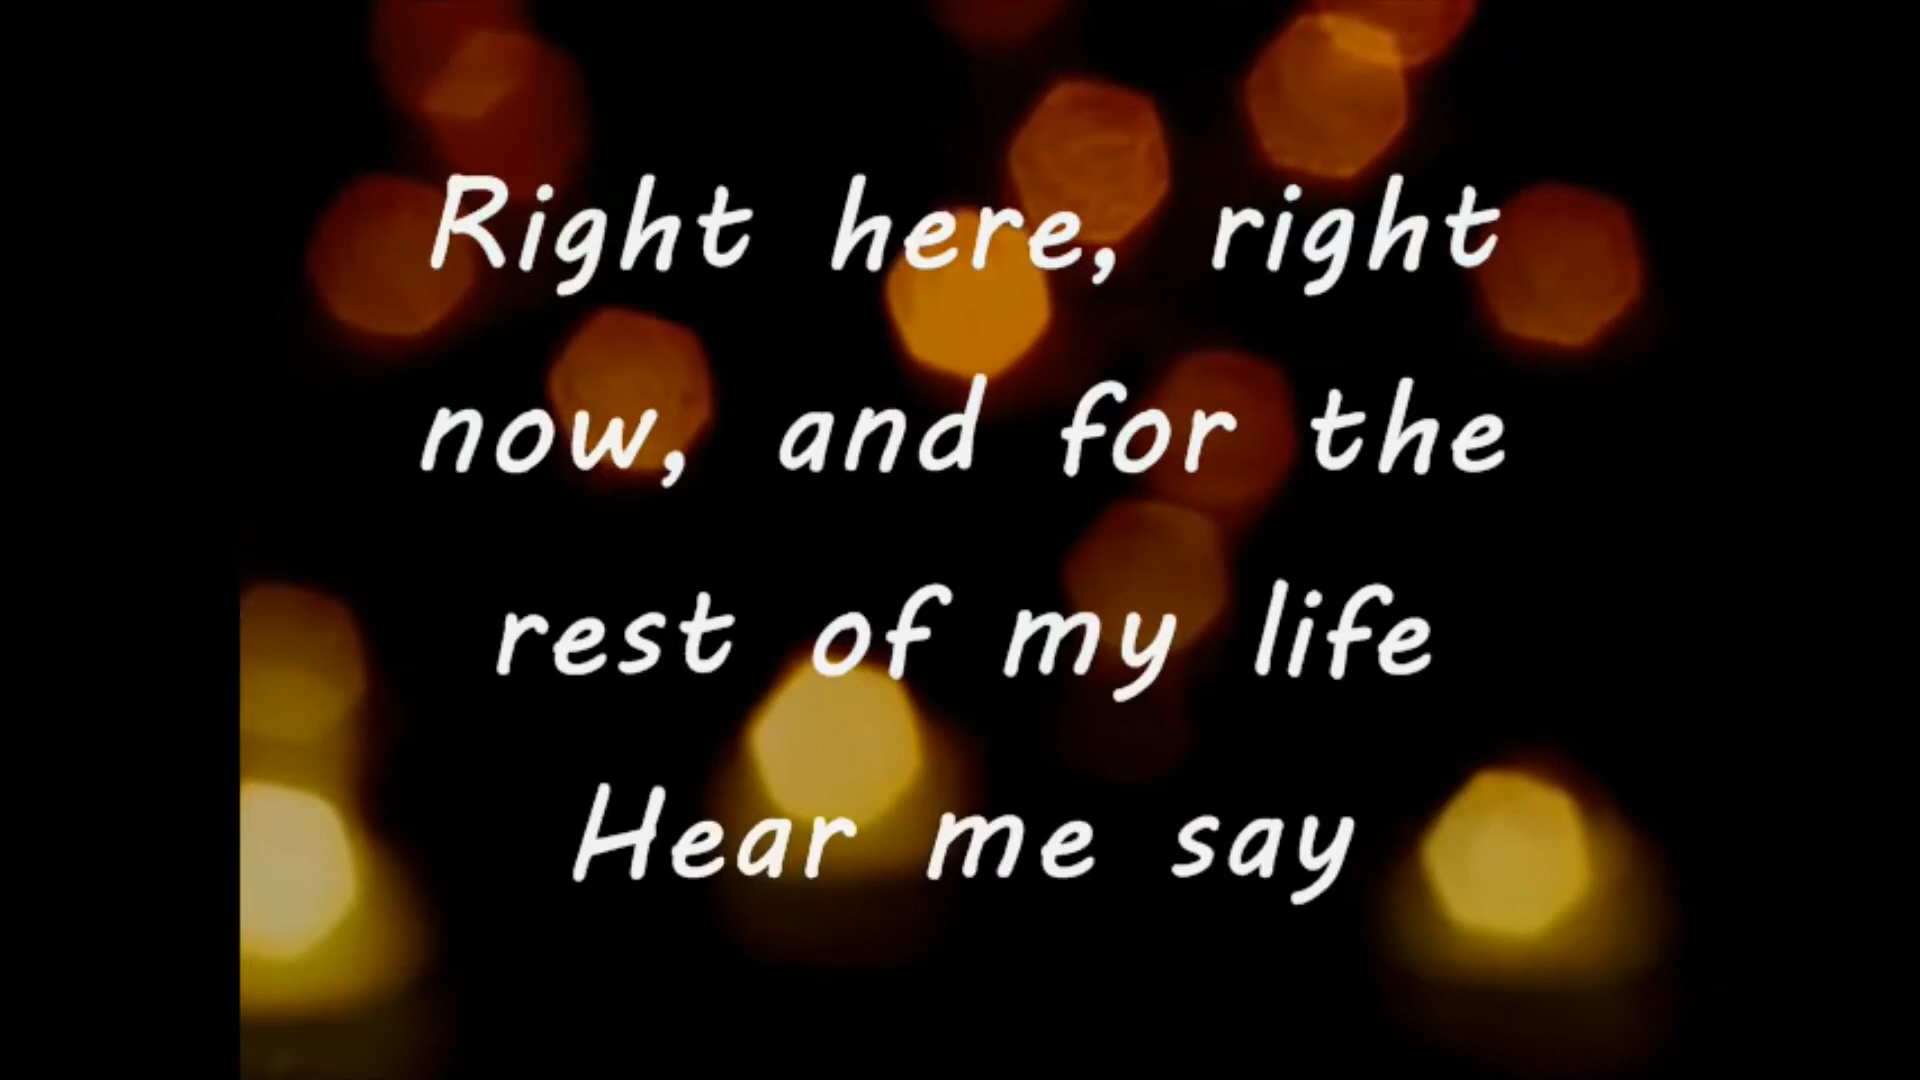 Right here, right
now, and for the
rest of my life
Hear me say